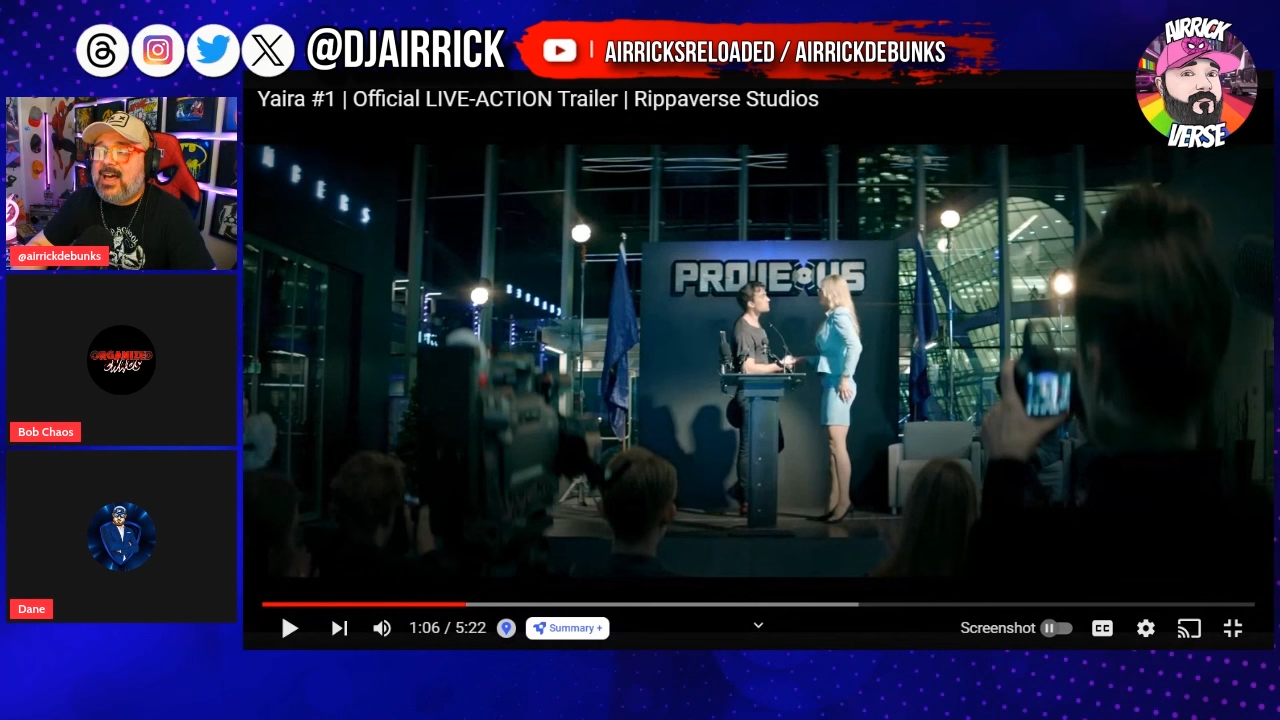 @DJAIRRICK
AIRRICKSRELOADED / AIRRICKDEBUNKS
AIRRICK
VERSE
Yaira #1 | Official LIVE-ACTION Trailer | Rippaverse Studios
@airrickdebunks
Bob Chaos
Dane
1:06 / 5:22
Summary +
Screenshot
CC